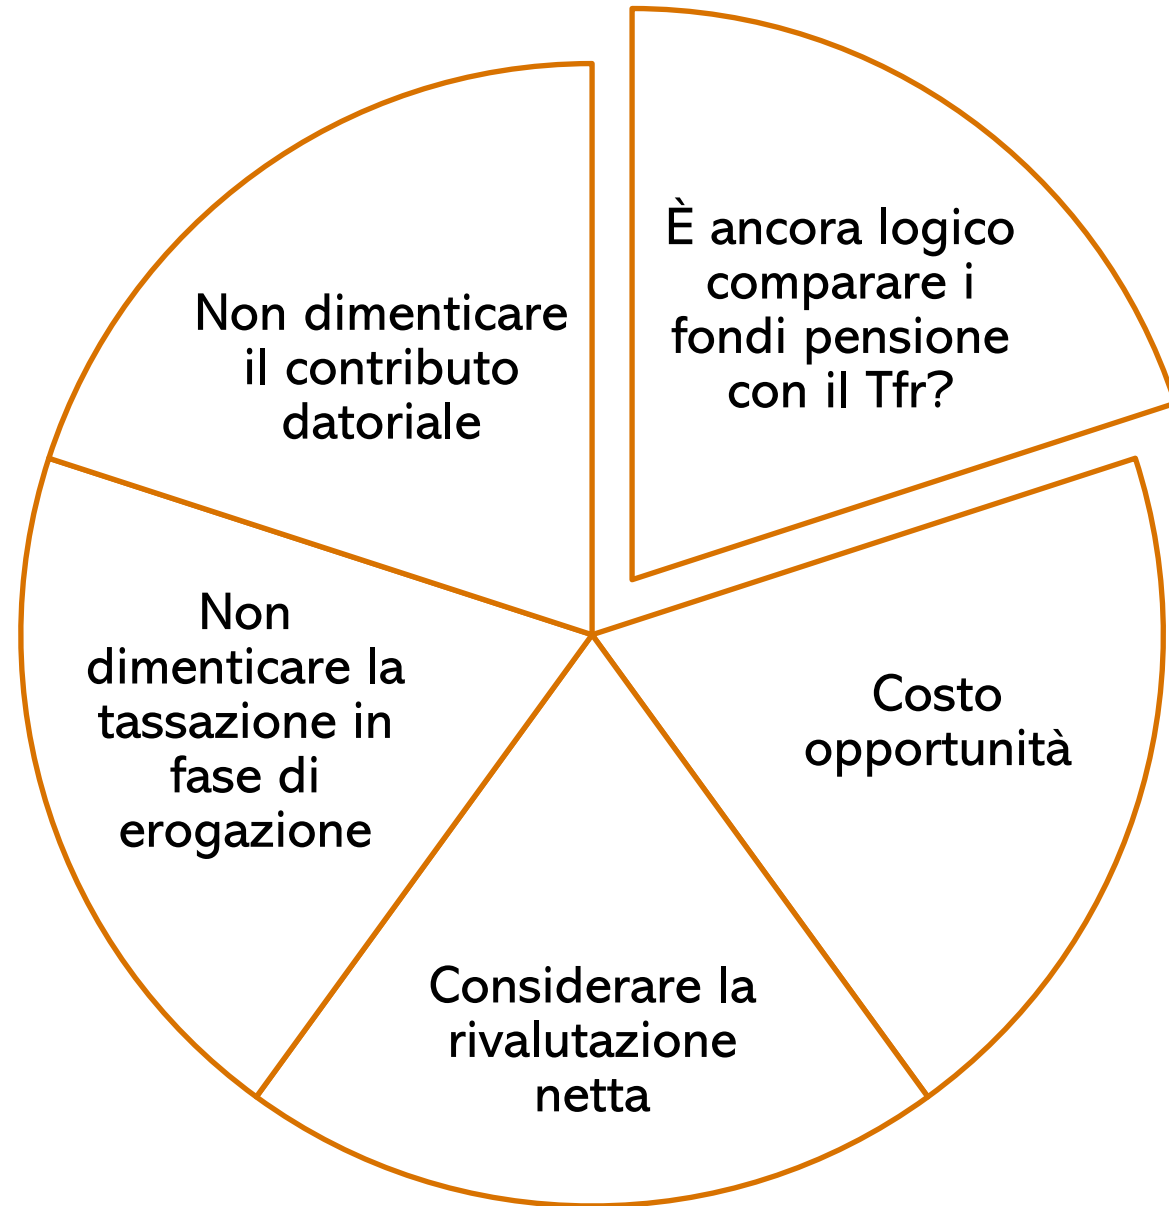 È ancora logico
comparare i
fondi pensione
con il Tfr?
Costo
opportunità
Considerare la
rivalutazione
netta
Non
dimenticare la
tassazione in
fase di
erogazione
Non dimenticare
il contributo
datoriale